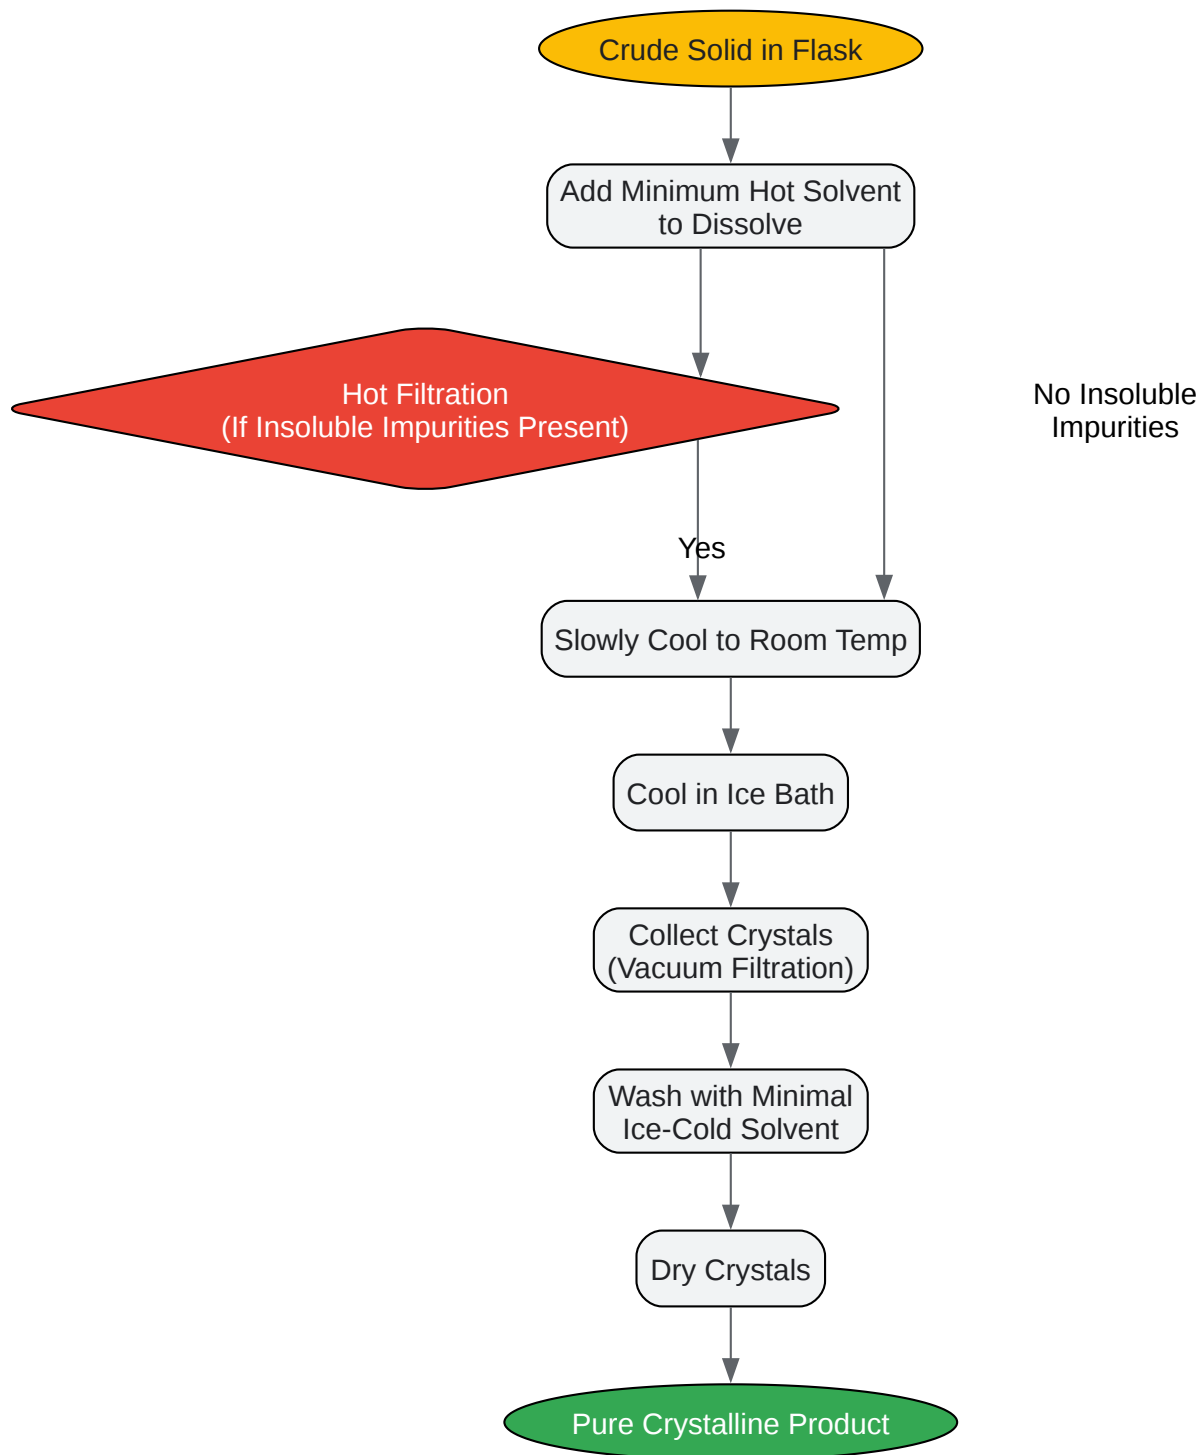 Crude Solid in Flask
Add Minimum Hot Solvent
to Dissolve
Hot Filtration
(If Insoluble Impurities Present)
No Insoluble
Impurities
Yes
Slowly Cool to Room Temp
Cool in Ice Bath
Collect Crystals
(Vacuum Filtration)
Wash with Minimal
Ice-Cold Solvent
Dry Crystals
Pure Crystalline Product